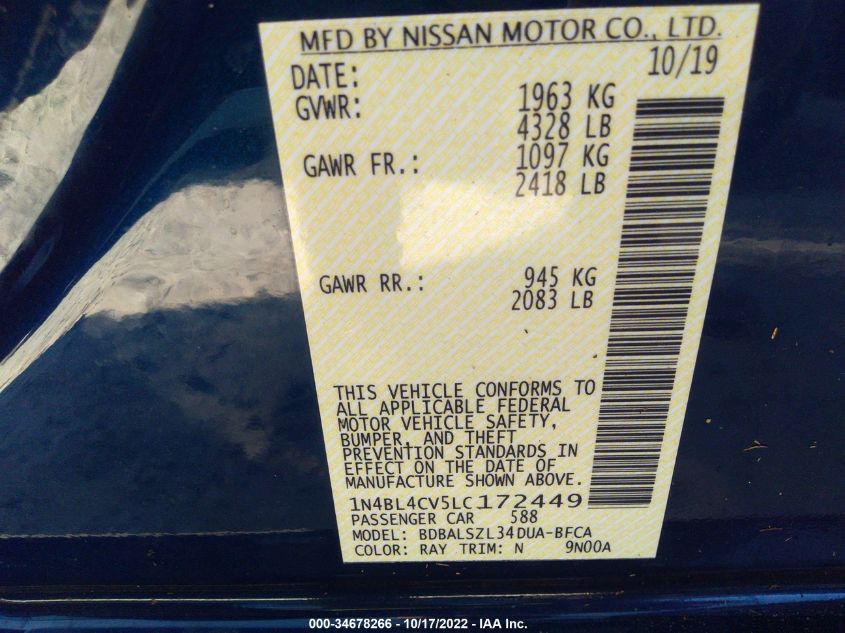 MFD BY NISSAN MOTOR CO., LTD.
DATE: 10/19
GVWR: 1963 KG
4328 LB
GAWR FR.: 1097 KG
2418 LB
GAWR RR.: 945 KG
2083 LB
THIS VEHICLE CONFORMS TO
ALL APPLICABLE FEDERAL
MOTOR VEHICLE SAFETY,
BUMPER, AND THEFT
PREVENTION STANDARDS IN
EFFECT ON THE DATE OF
MANUFACTURE SHOWN ABOVE.
1N4BL4CV5LC172449
PASSENGER CAR 588
MODEL: BDBALSZL34DUA-BFCA
COLOR: RAY TRIM: N 9N00A
000-34678266 - 10/17/2022 - IAA Inc.